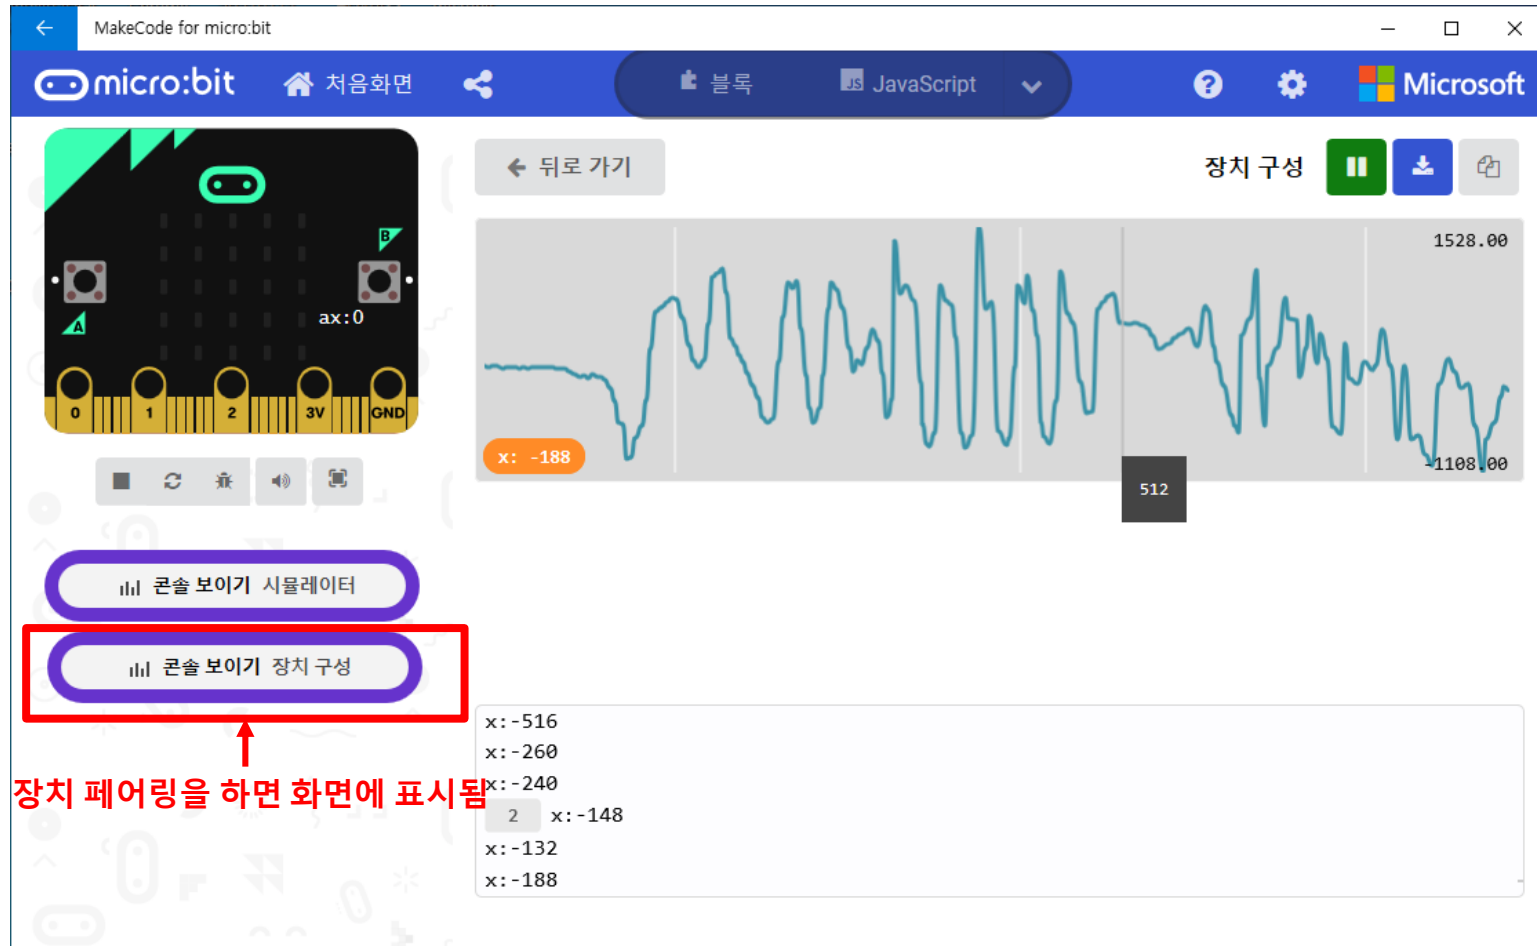 MakeCode for micro:bit
micro:bit 처음화면 블록 JS JavaScript Microsoft
뒤로 가기 장치 구성
1528.00
B
A
ax:0
0 1 2 3V GND
x: -188
-1108.00
512
콘솔 보이기 시뮬레이터
콘솔 보이기 장치 구성
장치 페어링을 하면 화면에 표시됨
x:-516
x:-260
x:-240
2 x:-148
x:-132
x:-188